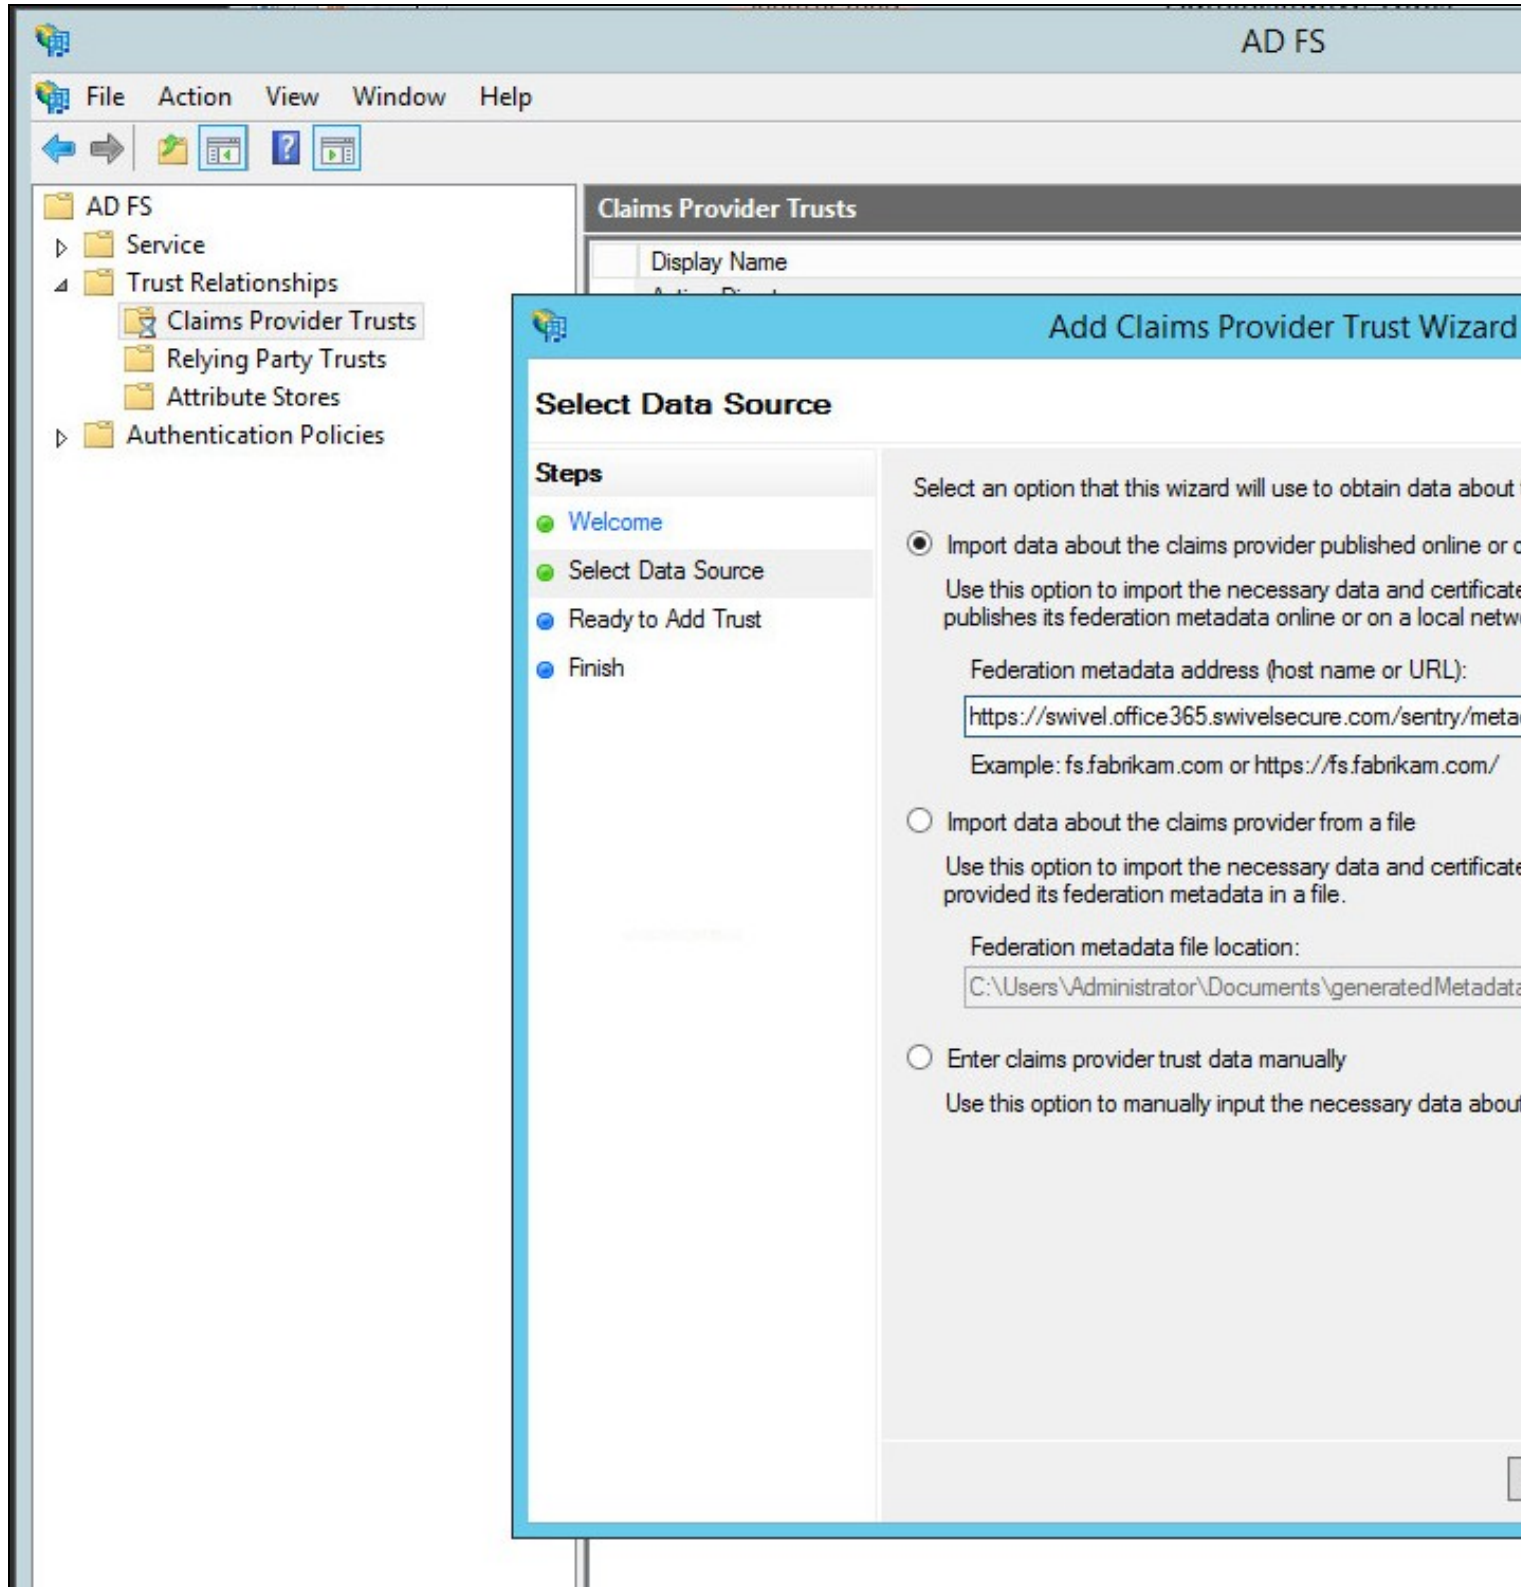 AD FS
File Action View Window Help
AD FS
Service
Trust Relationships
Claims Provider Trusts
Relying Party Trusts
Attribute Stores
Authentication Policies
Claims Provider Trusts
Display Name
Add Claims Provider Trust Wizard
Select Data Source
Steps
Welcome
Select Data Source
Ready to Add Trust
Finish
Select an option that this wizard will use to obtain data about
Import data about the claims provider published online or
Use this option to import the necessary data and certificate
publishes its federation metadata online or on a local netw
Federation metadata address (host name or URL):
https://swivel.office365.swivelsecure.com/sentry/meta
Example: fs.fabrikam.com or https://fs.fabrikam.com/
Import data about the claims provider from a file
Use this option to import the necessary data and certificate
provided its federation metadata in a file.
Federation metadata file location:
C:\Users\Administrator\Documents\generatedMetadata
Enter claims provider trust data manually
Use this option to manually input the necessary data about